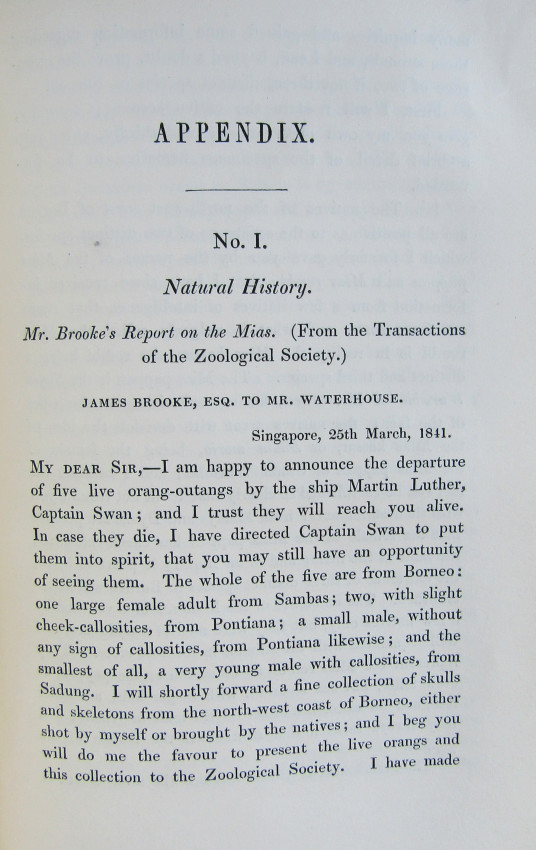 APPENDIX.
No. I.
Natural History.
Mr. Brooke's Report on the Mias. (From the Transactions
of the Zoological Society.)
JAMES BROOKE, ESQ. TO MR. WATERHOUSE.
Singapore, 25th March, 1841.
MY DEAR SIR,—I am happy to announce the departure
of five live orang-outangs by the ship Martin Luther,
Captain Swan; and I trust they will reach you alive.
In case they die, I have directed Captain Swan to put
them into spirit, that you may still have an opportunity
of seeing them. The whole of the five are from Borneo:
one large female adult from Sambas; two, with slight
cheek-callosities, from Pontiana; a small male, without
any sign of callosities, from Pontiana likewise; and the
smallest of all, a very young male with callosities, from
Sadung. I will shortly forward a fine collection of skulls
and skeletons from the north-west coast of Borneo, either
shot by myself or brought by the natives; and I beg you
will do me the favour to present the live orangs and
this collection to the Zoological Society. I have made